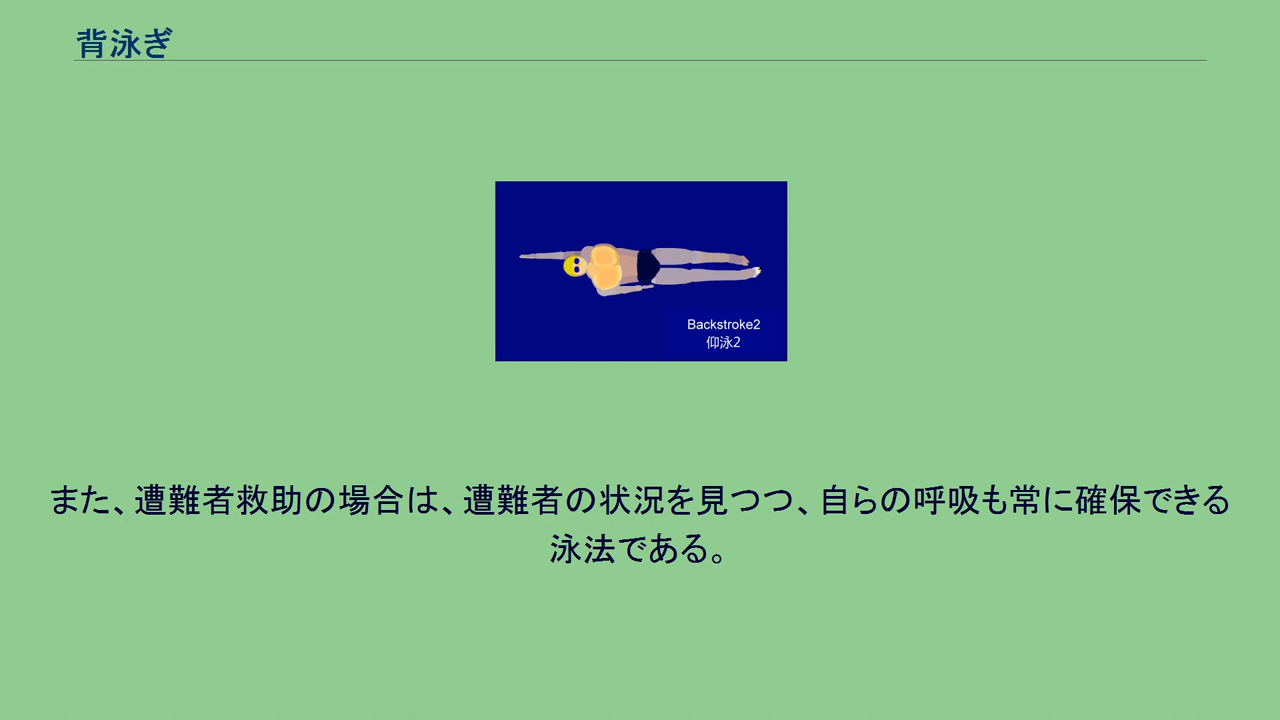 背泳ぎ
Backstroke2
仰泳2
また、遭難者救助の場合は、遭難者の状況を見つつ、自らの呼吸も常に確保できる
泳法である。